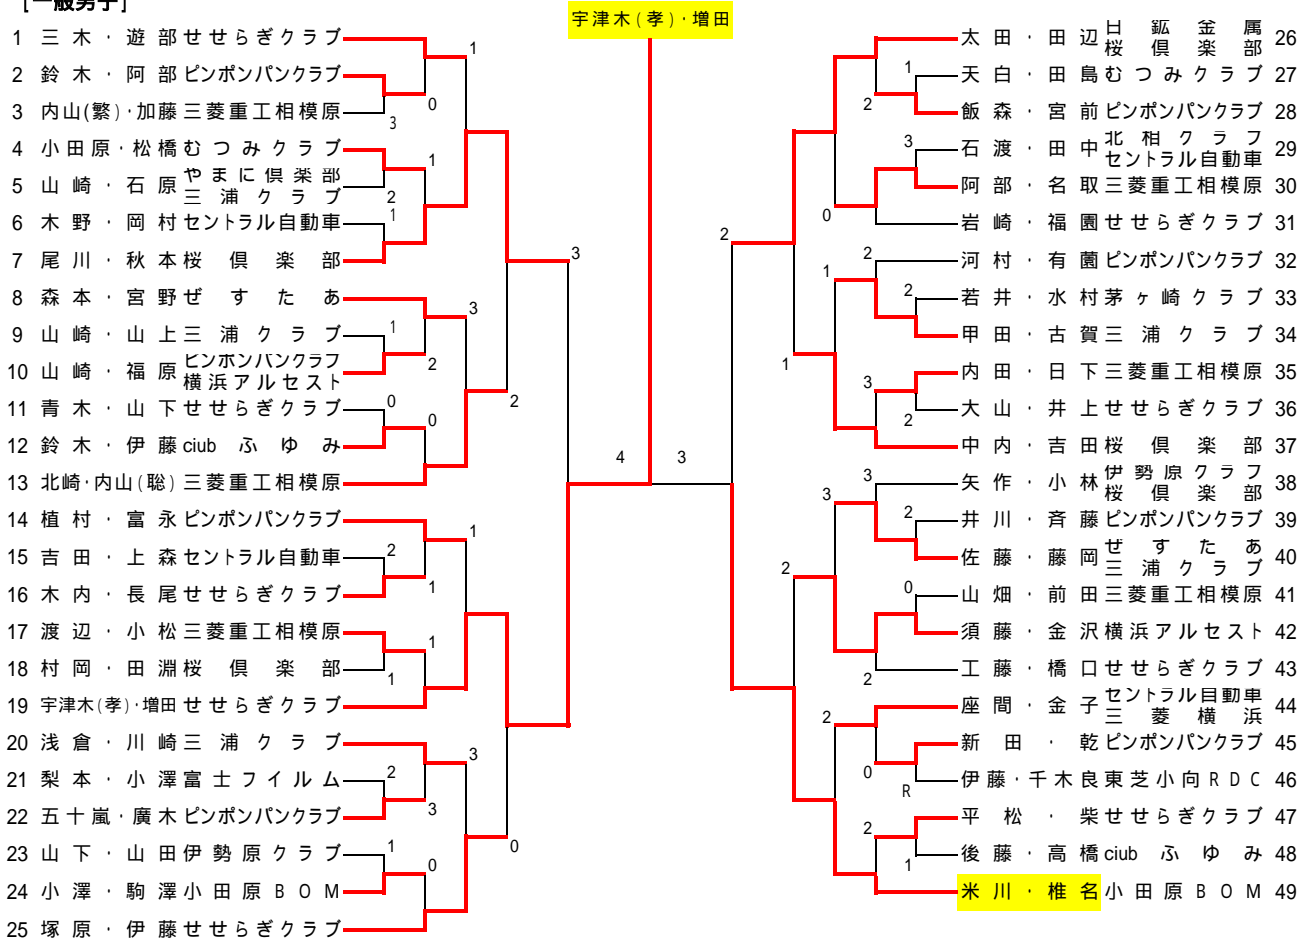 [一般男子]
宇津木(孝)・増田
1 三木・遊部 せせらぎクラブ
2 鈴木・阿部 ピンポンパンクラブ
3 内山(繁)・加藤 三菱重工相模原
4 小田原・松橋 むつみクラブ
5 山崎・石原 やまに倶楽部 三浦クラブ
6 木野・岡村 セントラル自動車
7 尾川・秋本 桜倶楽部
8 森本・宮野 ぜすたあ
9 山崎・山上 三浦クラブ
10 山崎・福原 ピンポンパンクラブ 横浜アルセスト
11 青木・山下 せせらぎクラブ
12 鈴木・伊藤 ciub ふゆみ
13 北崎・内山(聡) 三菱重工相模原
14 植村・富永 ピンポンパンクラブ
15 吉田・上森 セントラル自動車
16 木内・長尾 せせらぎクラブ
17 渡辺・小松 三菱重工相模原
18 村岡・田淵 桜倶楽部
19 宇津木(孝)・増田 せせらぎクラブ
20 浅倉・川崎 三浦クラブ
21 梨本・小澤 富士フイルム
22 五十嵐・廣木 ピンポンパンクラブ
23 山下・山田 伊勢原クラブ
24 小澤・駒澤 小田原BOM
25 塚原・伊藤 せせらぎクラブ
1
0
3
1
2
1
3
3
1
2
2
0
0
4
3
1
2
1
1
1
3
2
3
0
1
0
太田・田辺 日鉱金属 桜倶楽部 26
天白・田島 むつみクラブ 27
飯森・宮前 ピンポンパンクラブ 28
石渡・田中 北相クラブ セントラル自動車 29
阿部・名取 三菱重工相模原 30
岩崎・福園 せせらぎクラブ 31
河村・有薗 ピンポンパンクラブ 32
若井・水村 茅ヶ崎クラブ 33
甲田・古賀 三浦クラブ 34
内田・日下 三菱重工相模原 35
大山・井上 せせらぎクラブ 36
中内・吉田 桜倶楽部 37
矢作・小林 伊勢原クラブ 桜倶楽部 38
井川・斉藤 ピンポンパンクラブ 39
佐藤・藤岡 ぜすたあ 三浦クラブ 40
山畑・前田 三菱重工相模原 41
須藤・金沢 横浜アルセスト 42
工藤・橋口 せせらぎクラブ 43
座間・金子 セントラル自動車 三菱横浜 44
新田・乾 ピンポンパンクラブ 45
伊藤・千木良 東芝小向RDC 46
平松・柴 せせらぎクラブ 47
後藤・高橋 ciub ふゆみ 48
米川・椎名 小田原BOM 49
1
2
3
0
2
2
1
2
1
3
2
3
3
2
2
0
2
2
0
R
2
1